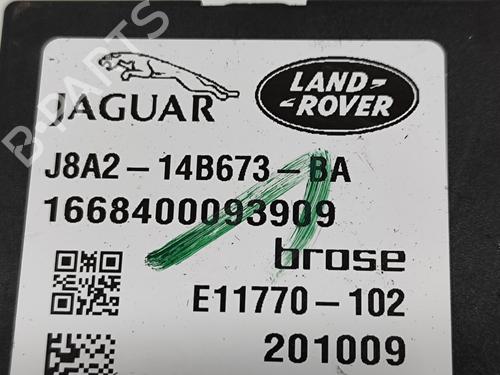 JAGUAR
LAND-
-ROVER
J8A2-14B673-BA
1668400093909
brose
E11770-102
201009
B-PARTS